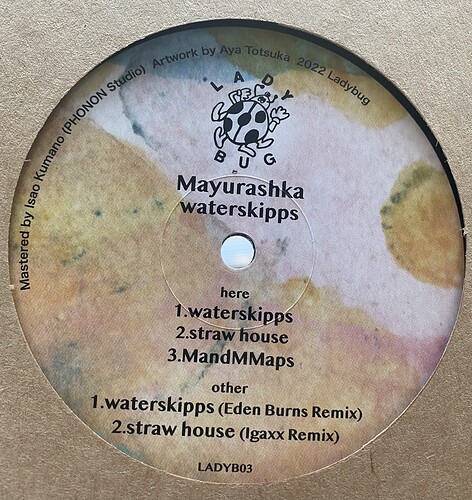 Mastered by Isao Kumano (PHONON Studio) Artwork by Aya Totsuka 2022 Ladybug
LADY
BUG
Mayurashka
waterskipps
here
1.waterskipps
2.straw house
3.MandMMaps
other
1.waterskipps (Eden Burns Remix)
2.straw house (Igaxx Remix)
LADYB03